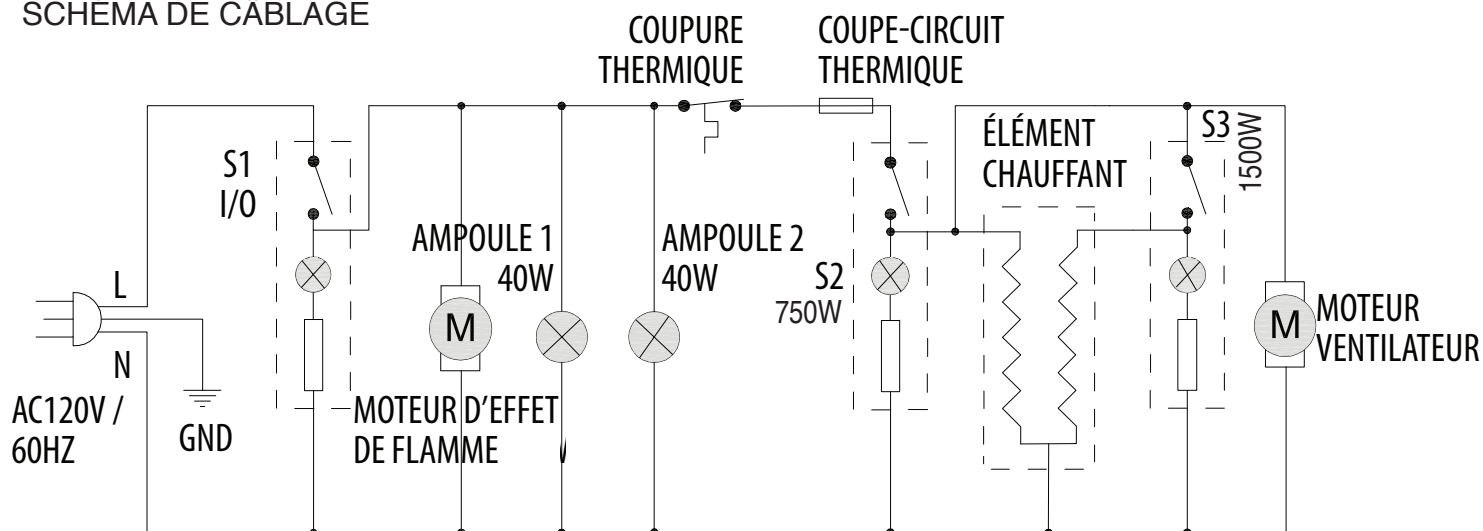 SCHÉMA DE CÂBLAGE
COUPURE
THERMIQUE
COUPE-CIRCUIT
THERMIQUE
S1
I/0
AMPOULE 1
40W
AMPOULE 2
40W
S2
750W
ÉLÉMENT
CHAUFFANT
S3
1500W
L
N
AC120V /
60HZ
GND
M
MOTEUR D'EFFET
DE FLAMME
M
MOTEUR
VENTILATEUR